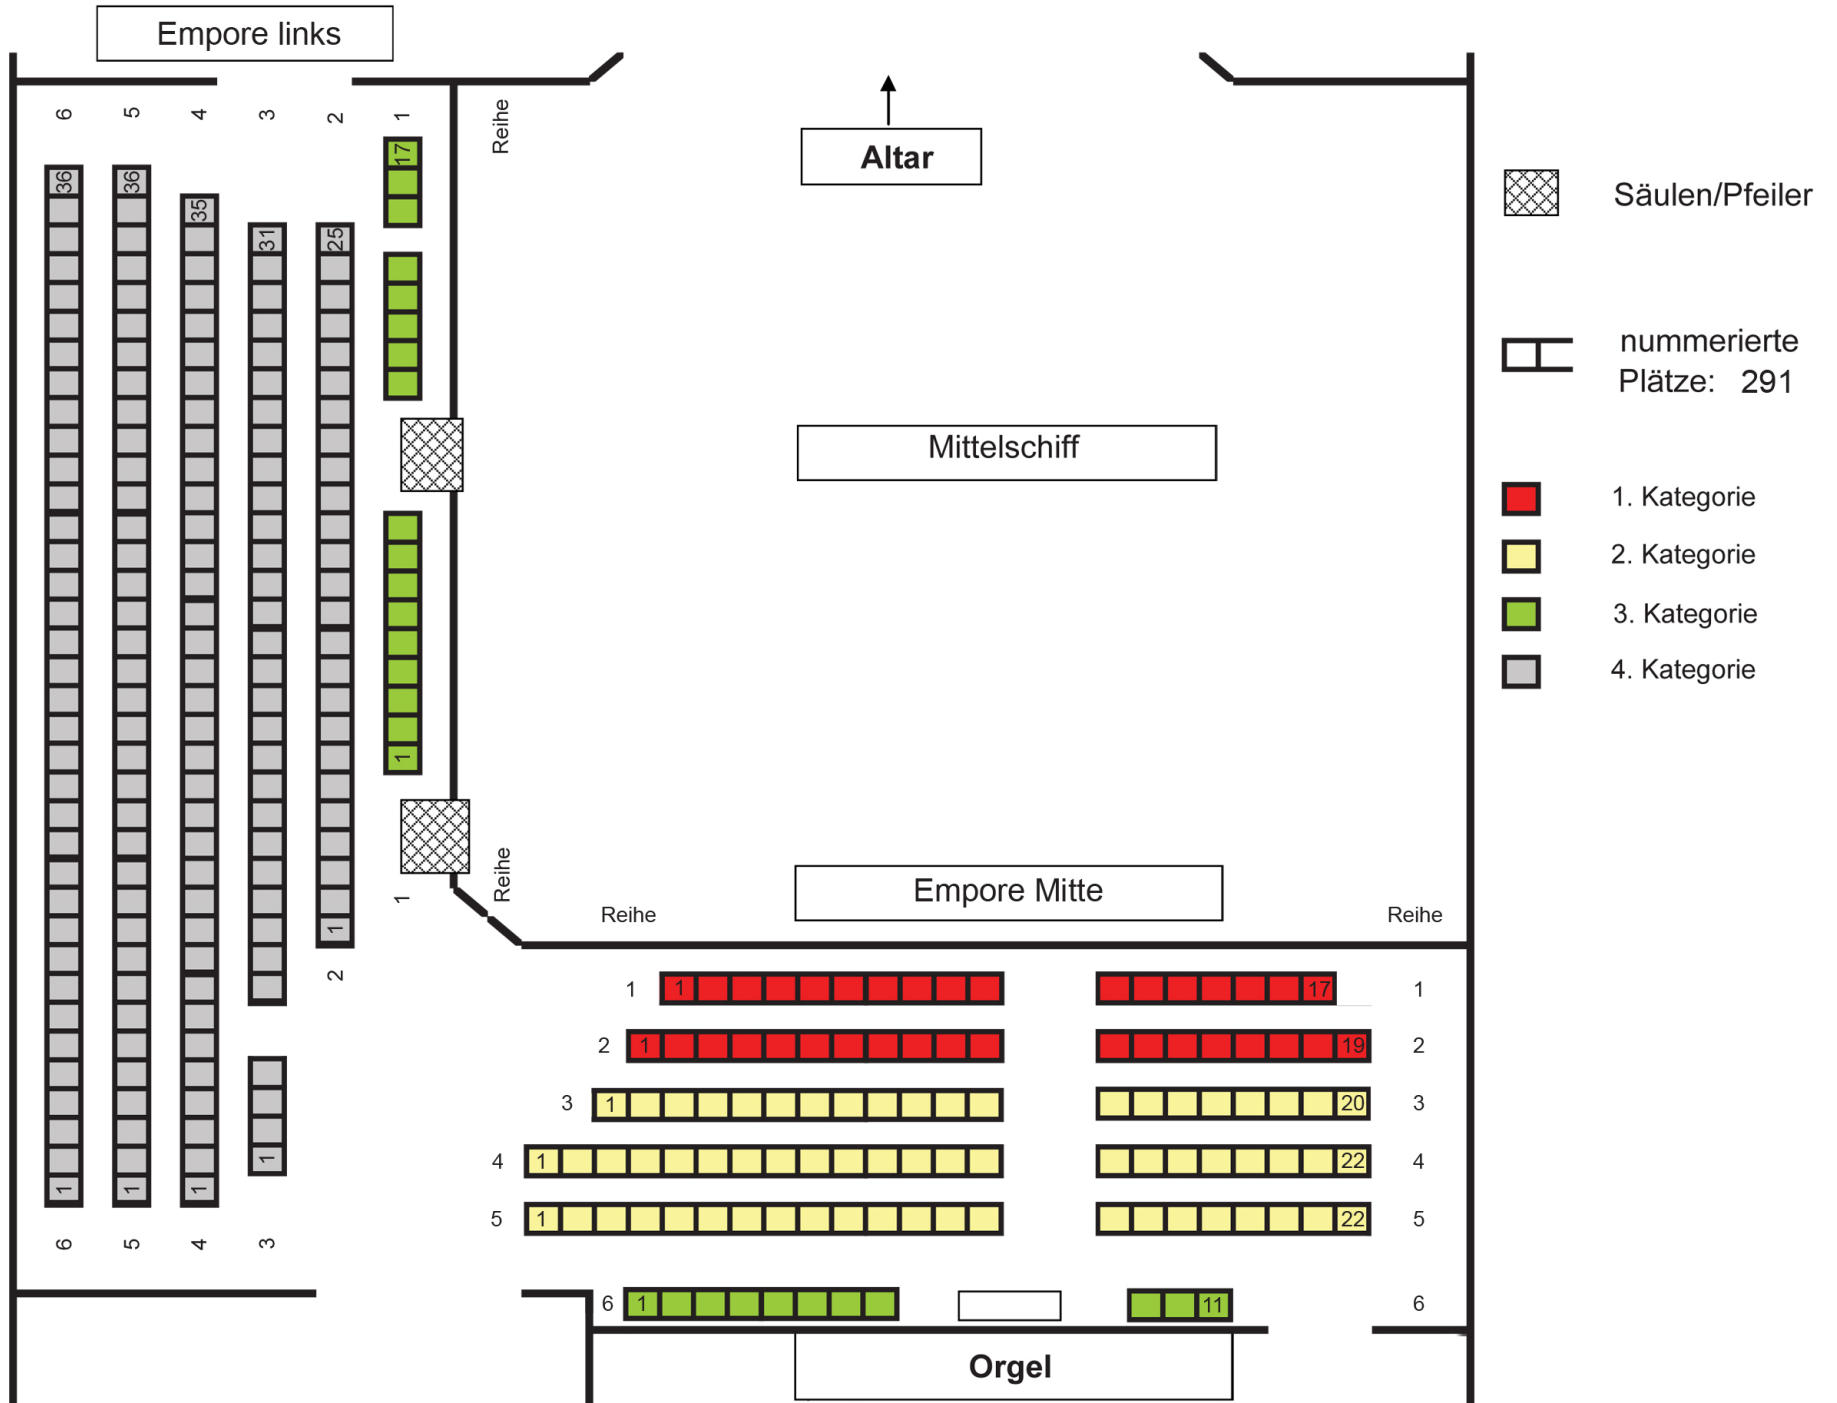 Empore links
6 5 4 3 2 1 Reihe
17
36 36
35
31 25
1
1
1
2
1
1 1 1
6 5 4 3
Reihe
Altar
Mittelschiff
Empore Mitte
Reihe Reihe
1 1 17 1
2 1 19 2
3 1 20 3
4 1 22 4
5 1 22 5
6 1 11 6
Orgel
Säulen/Pfeiler
nummerierte
Plätze: 291
1. Kategorie
2. Kategorie
3. Kategorie
4. Kategorie